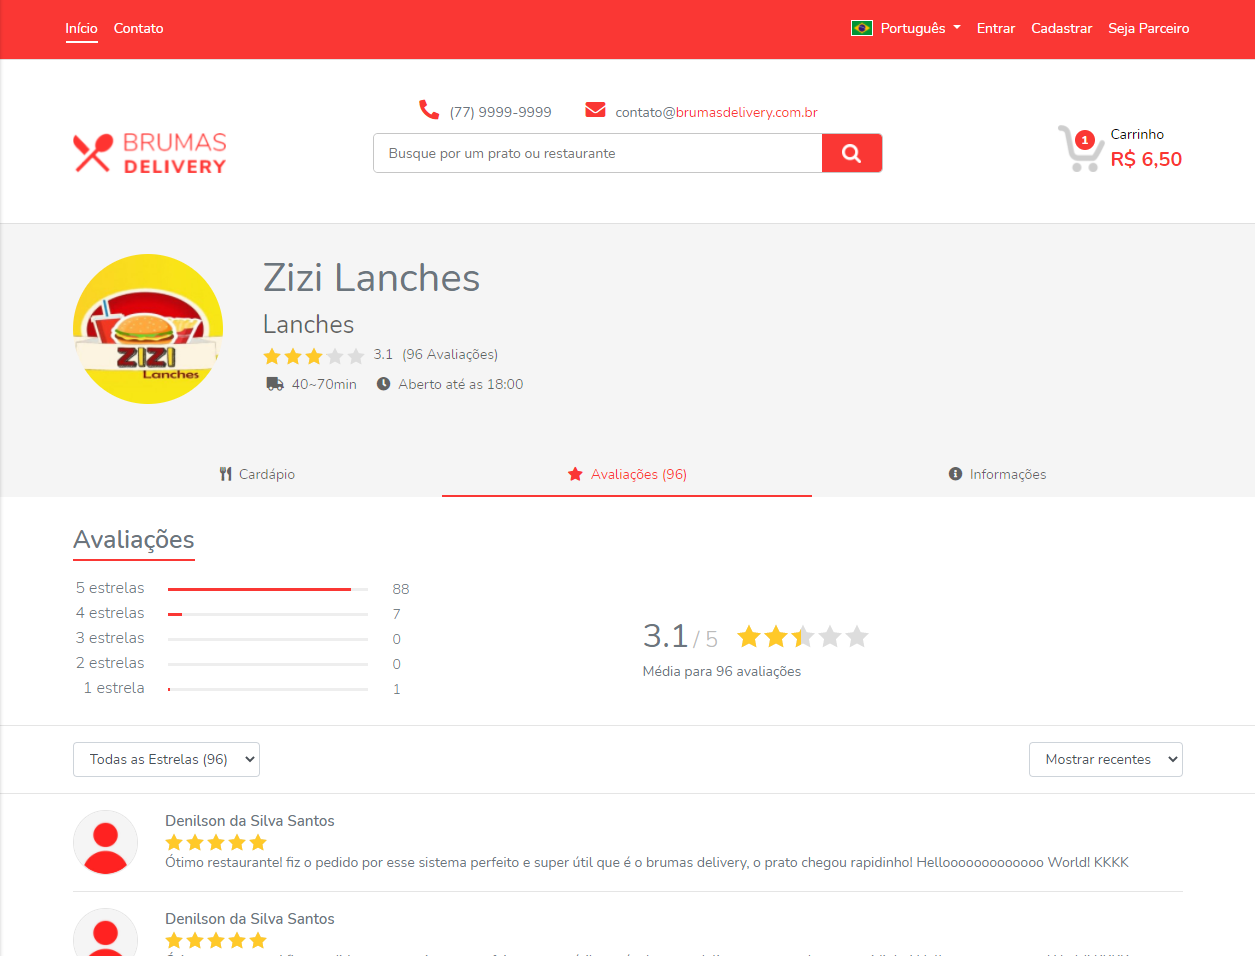 Início Contato Português Entrar Cadastrar Seja Parceiro
(77) 9999-9999 contato@brumasdelivery.com.br
BRUMAS
DELIVERY
Busque por um prato ou restaurante
1
Carrinho
R$ 6,50
ZIZI
Lanches
Zizi Lanches
Lanches
3.1 (96 Avaliações)
40~70min Aberto até as 18:00
Cardápio Avaliações (96) Informações
Avaliações
5 estrelas 88
4 estrelas 7
3 estrelas 0
2 estrelas 0
1 estrela 1
3.1 / 5
Média para 96 avaliações
Todas as Estrelas (96) Mostrar recentes
Denilson da Silva Santos
Ótimo restaurante! fiz o pedido por esse sistema perfeito e super útil que é o brumas delivery, o prato chegou rapidinho! Hellooooooooooooo World! KKKK
Denilson da Silva Santos